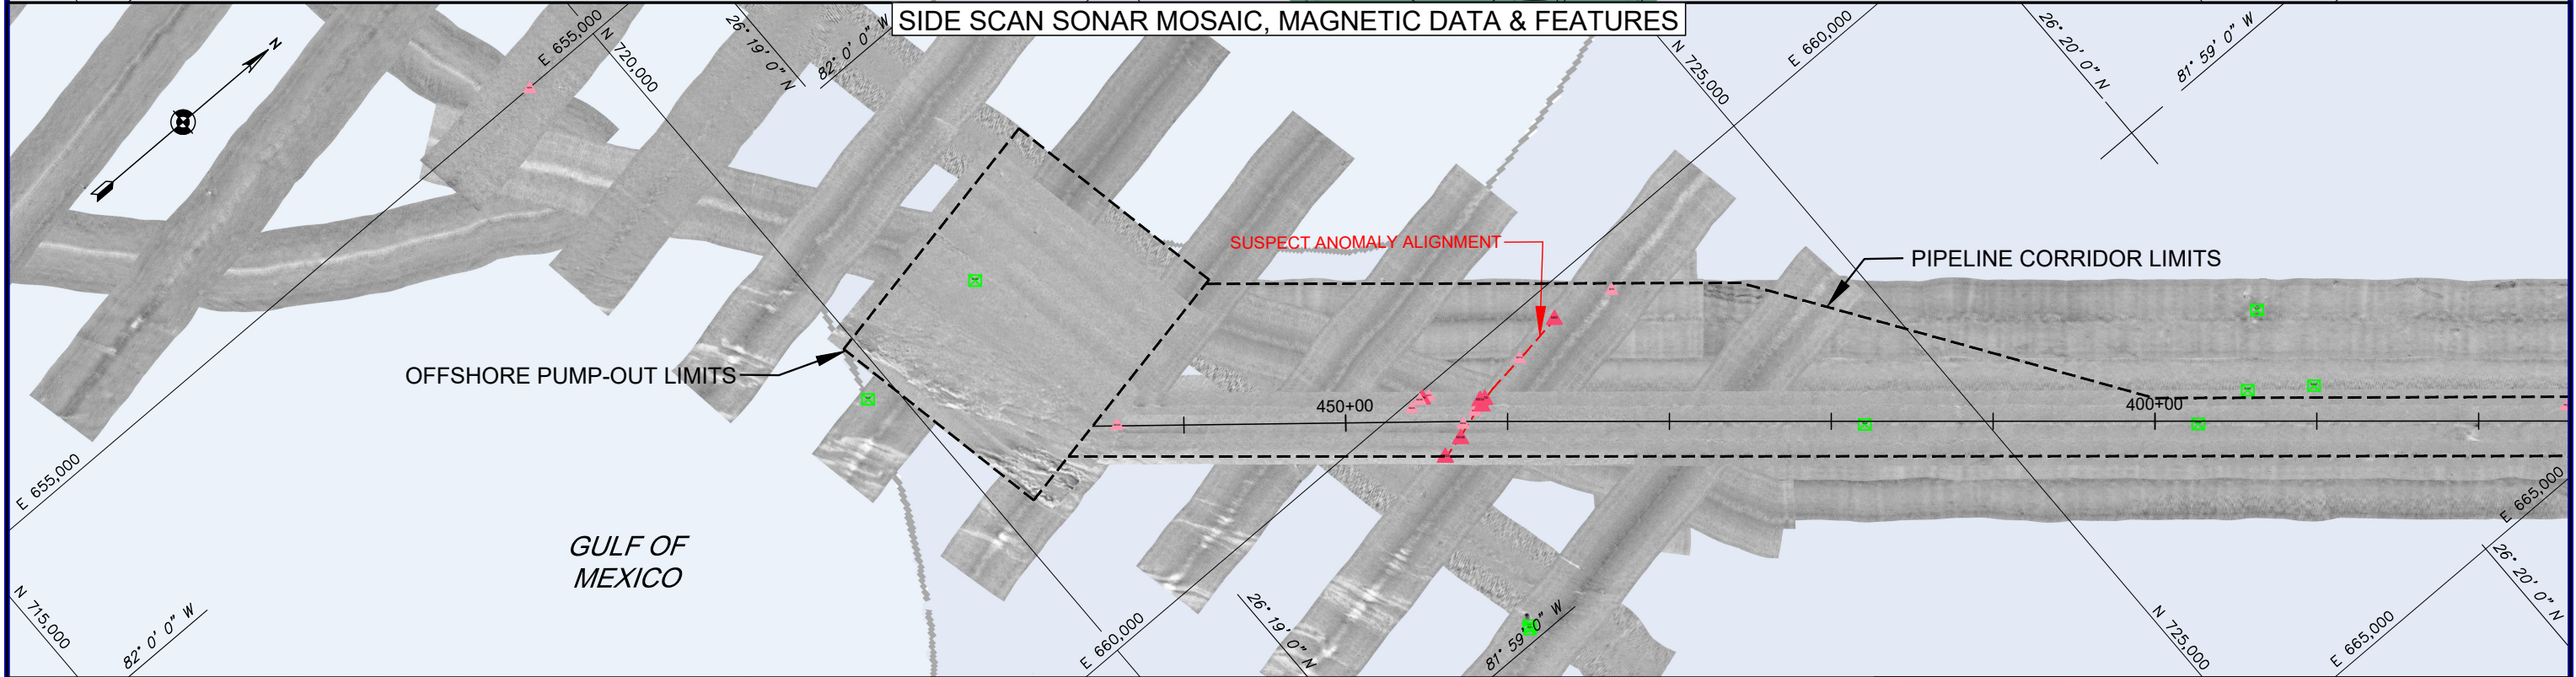 SIDE SCAN SONAR MOSAIC, MAGNETIC DATA & FEATURES
N
E 655,000
N 720,000
26° 19' 0" N
82° 0' 0" W
N 725,000
E 660,000
26° 20' 0" N
81° 59' 0" W
SUSPECT ANOMALY ALIGNMENT
PIPELINE CORRIDOR LIMITS
OFFSHORE PUMP-OUT LIMITS
450+00
400+00
E 655,000
GULF OF
MEXICO
E 665,000
26° 20' 0" N
N 715,000
82° 0' 0" W
E 660,000
26° 19' 0" N
81° 59' 0" W
N 725,000
E 665,000